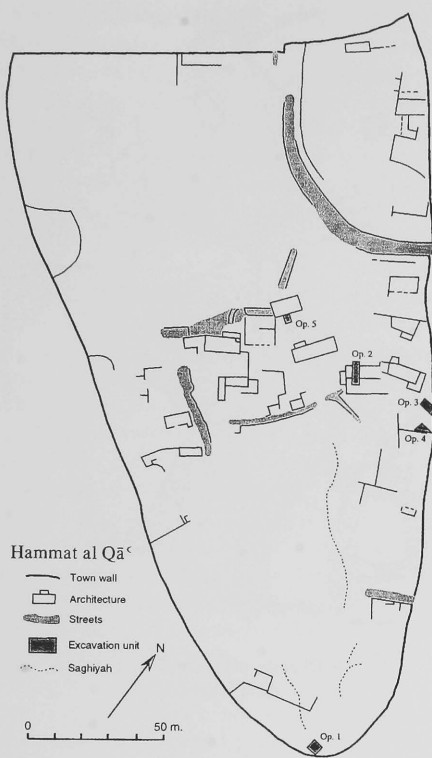 Op. 5
Op. 2
Op. 3
Op. 4
Hammat al Qāʿ
Town wall
Architecture
Streets
Excavation unit
Saghiyah
N
0 50 m.
Op. 1